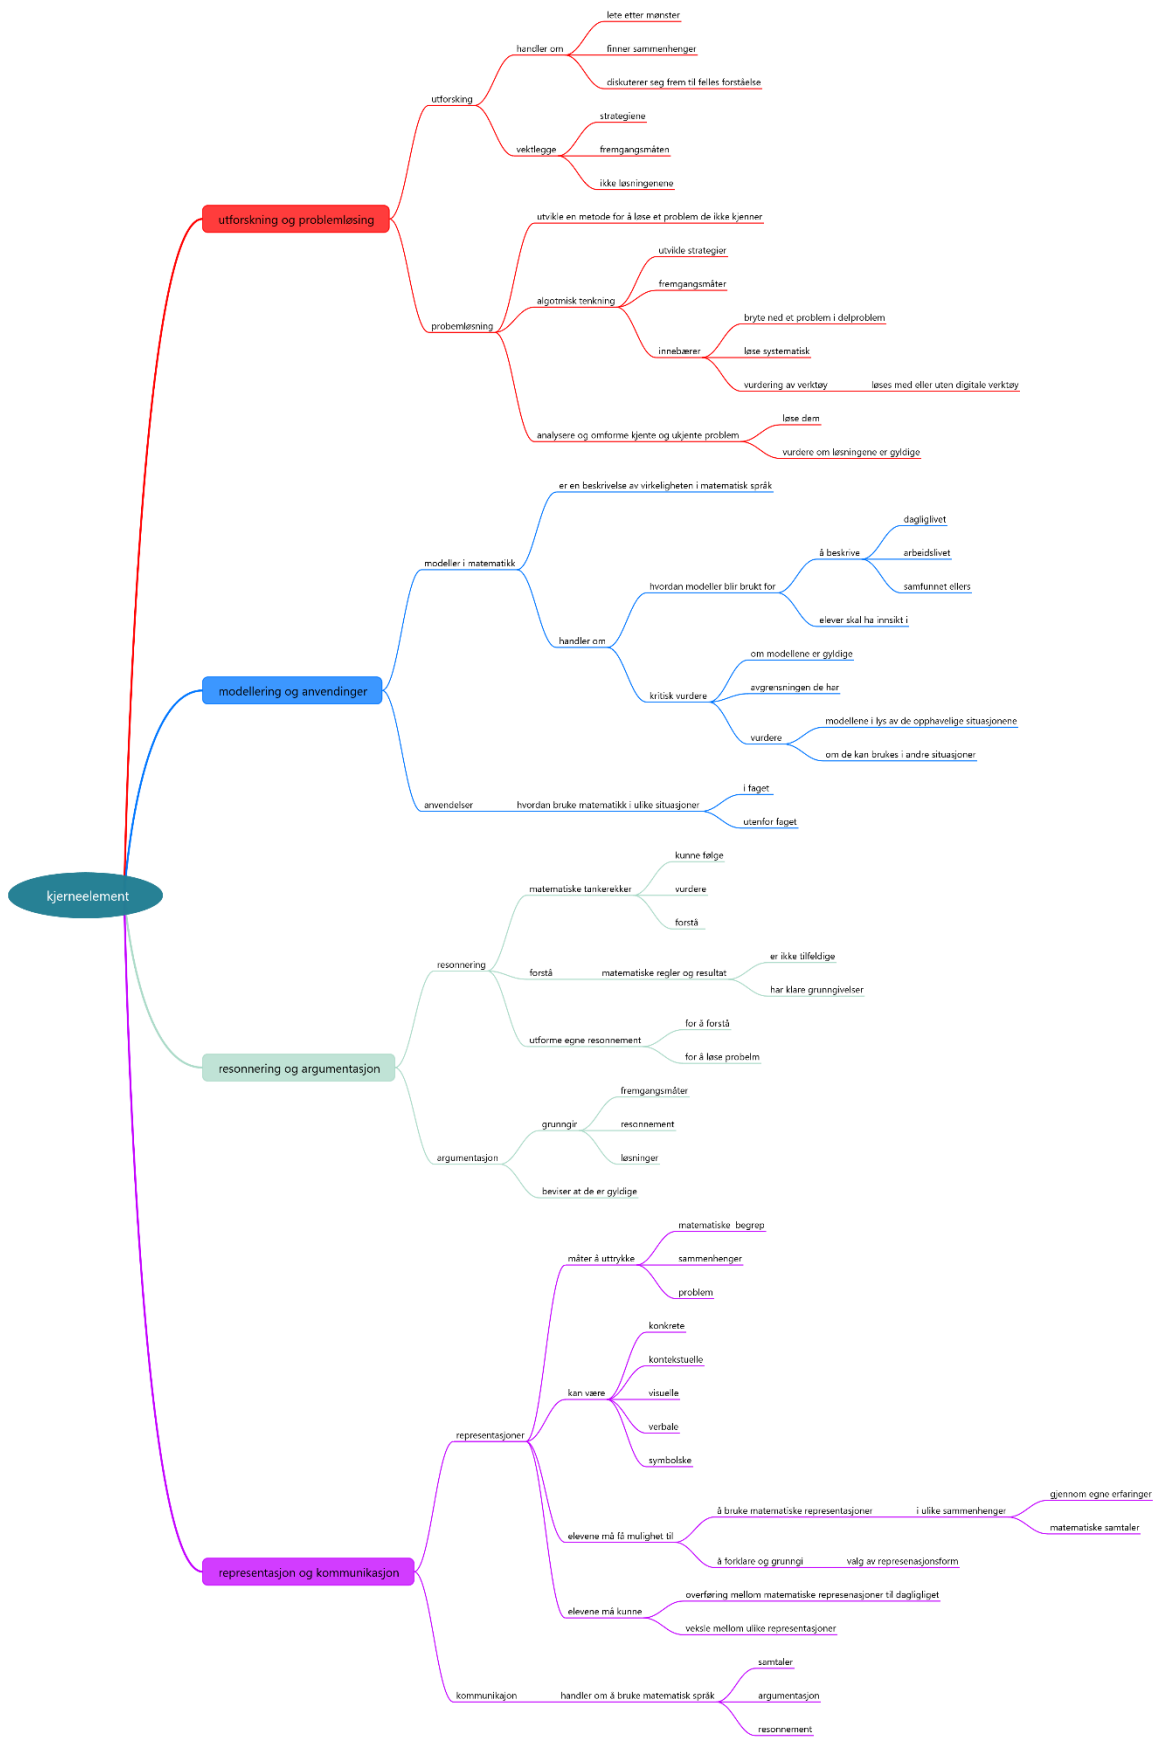 lete etter mønster
handler om
finner sammenhenger
diskuterer seg frem til felles forståelse
utforsking
strategiene
vektlegge
fremgangsmåten
ikke løsningenene
utforskning og problemløsing
utvikle en metode for å løse et problem de ikke kjenner
utvikle strategier
algotmisk tenkning
fremgangsmåter
probemløsning
bryte ned et problem i delproblem
innebærer
løse systematisk
vurdering av verktøy
løses med eller uten digitale verktøy
løse dem
analysere og omforme kjente og ukjente problem
vurdere om løsningene er gyldige
er en beskrivelse av virkeligheten i matematisk språk
dagliglivet
modeller i matematikk
å beskrive
arbeidslivet
hvordan modeller blir brukt for
samfunnet ellers
elever skal ha innsikt i
handler om
om modellene er gyldige
kritisk vurdere
avgrensningen de har
modellering og anvendinger
modellene i lys av de opphavelige situasjonene
vurdere
om de kan brukes i andre situasjoner
i faget
anvendelser
hvordan bruke matematikk i ulike situasjoner
utenfor faget
kunne følge
matematiske tankerekker
vurdere
kjerneelement
forstå
resonnering
er ikke tilfeldige
forstå
matematiske regler og resultat
har klare grunngivelser
for å forstå
utforme egne resonnement
for å løse probelm
resonnering og argumentasjon
fremgangsmåter
grunngir
resonnement
argumentasjon
løsninger
beviser at de er gyldige
matematiske  begrep
måter å uttrykke
sammenhenger
problem
konkrete
kontekstuelle
kan være
visuelle
verbale
representasjoner
symbolske
gjennom egne erfaringer
å bruke matematiske representasjoner
i ulike sammenhenger
matematiske samtaler
elevene må få mulighet til
å forklare og grunngi
valg av represenasjonsform
representasjon og kommunikasjon
overføring mellom matematiske represenasjoner til dagligliget
elevene må kunne
veksle mellom ulike representasjoner
samtaler
kommunikajon
handler om å bruke matematisk språk
argumentasjon
resonnement